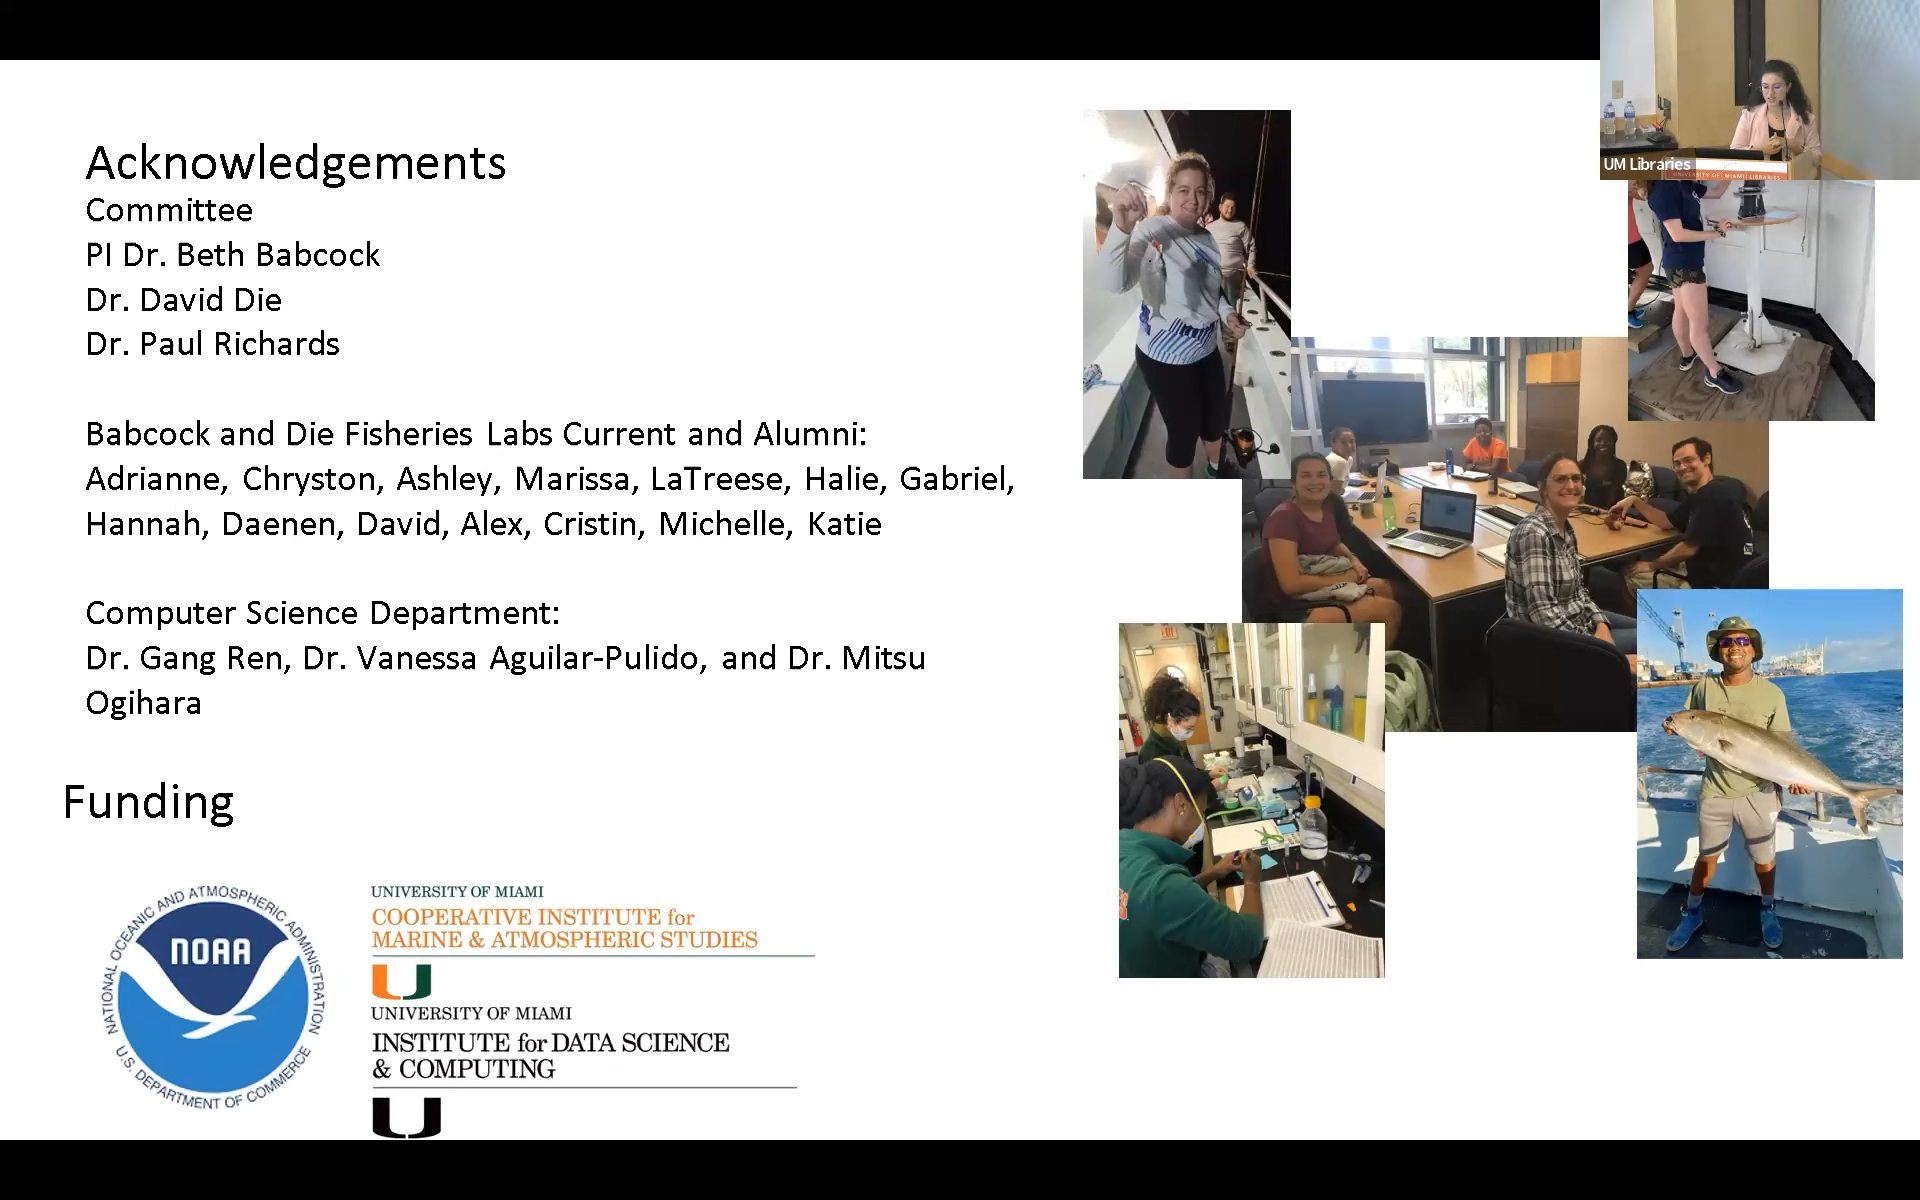 UM Libraries
UNIVERSITY OF MIAMI LIBRARIES
Acknowledgements
Committee
PI Dr. Beth Babcock
Dr. David Die
Dr. Paul Richards
Babcock and Die Fisheries Labs Current and Alumni:
Adrianne, Chryston, Ashley, Marissa, LaTreese, Halie, Gabriel,
Hannah, Daenen, David, Alex, Cristin, Michelle, Katie
Computer Science Department:
Dr. Gang Ren, Dr. Vanessa Aguilar-Pulido, and Dr. Mitsu
Ogihara
Funding
NATIONAL OCEANIC AND ATMOSPHERIC ADMINISTRATION
NOAA
U.S. DEPARTMENT OF COMMERCE
UNIVERSITY OF MIAMI
COOPERATIVE INSTITUTE for
MARINE & ATMOSPHERIC STUDIES
UNIVERSITY OF MIAMI
INSTITUTE for DATA SCIENCE
& COMPUTING